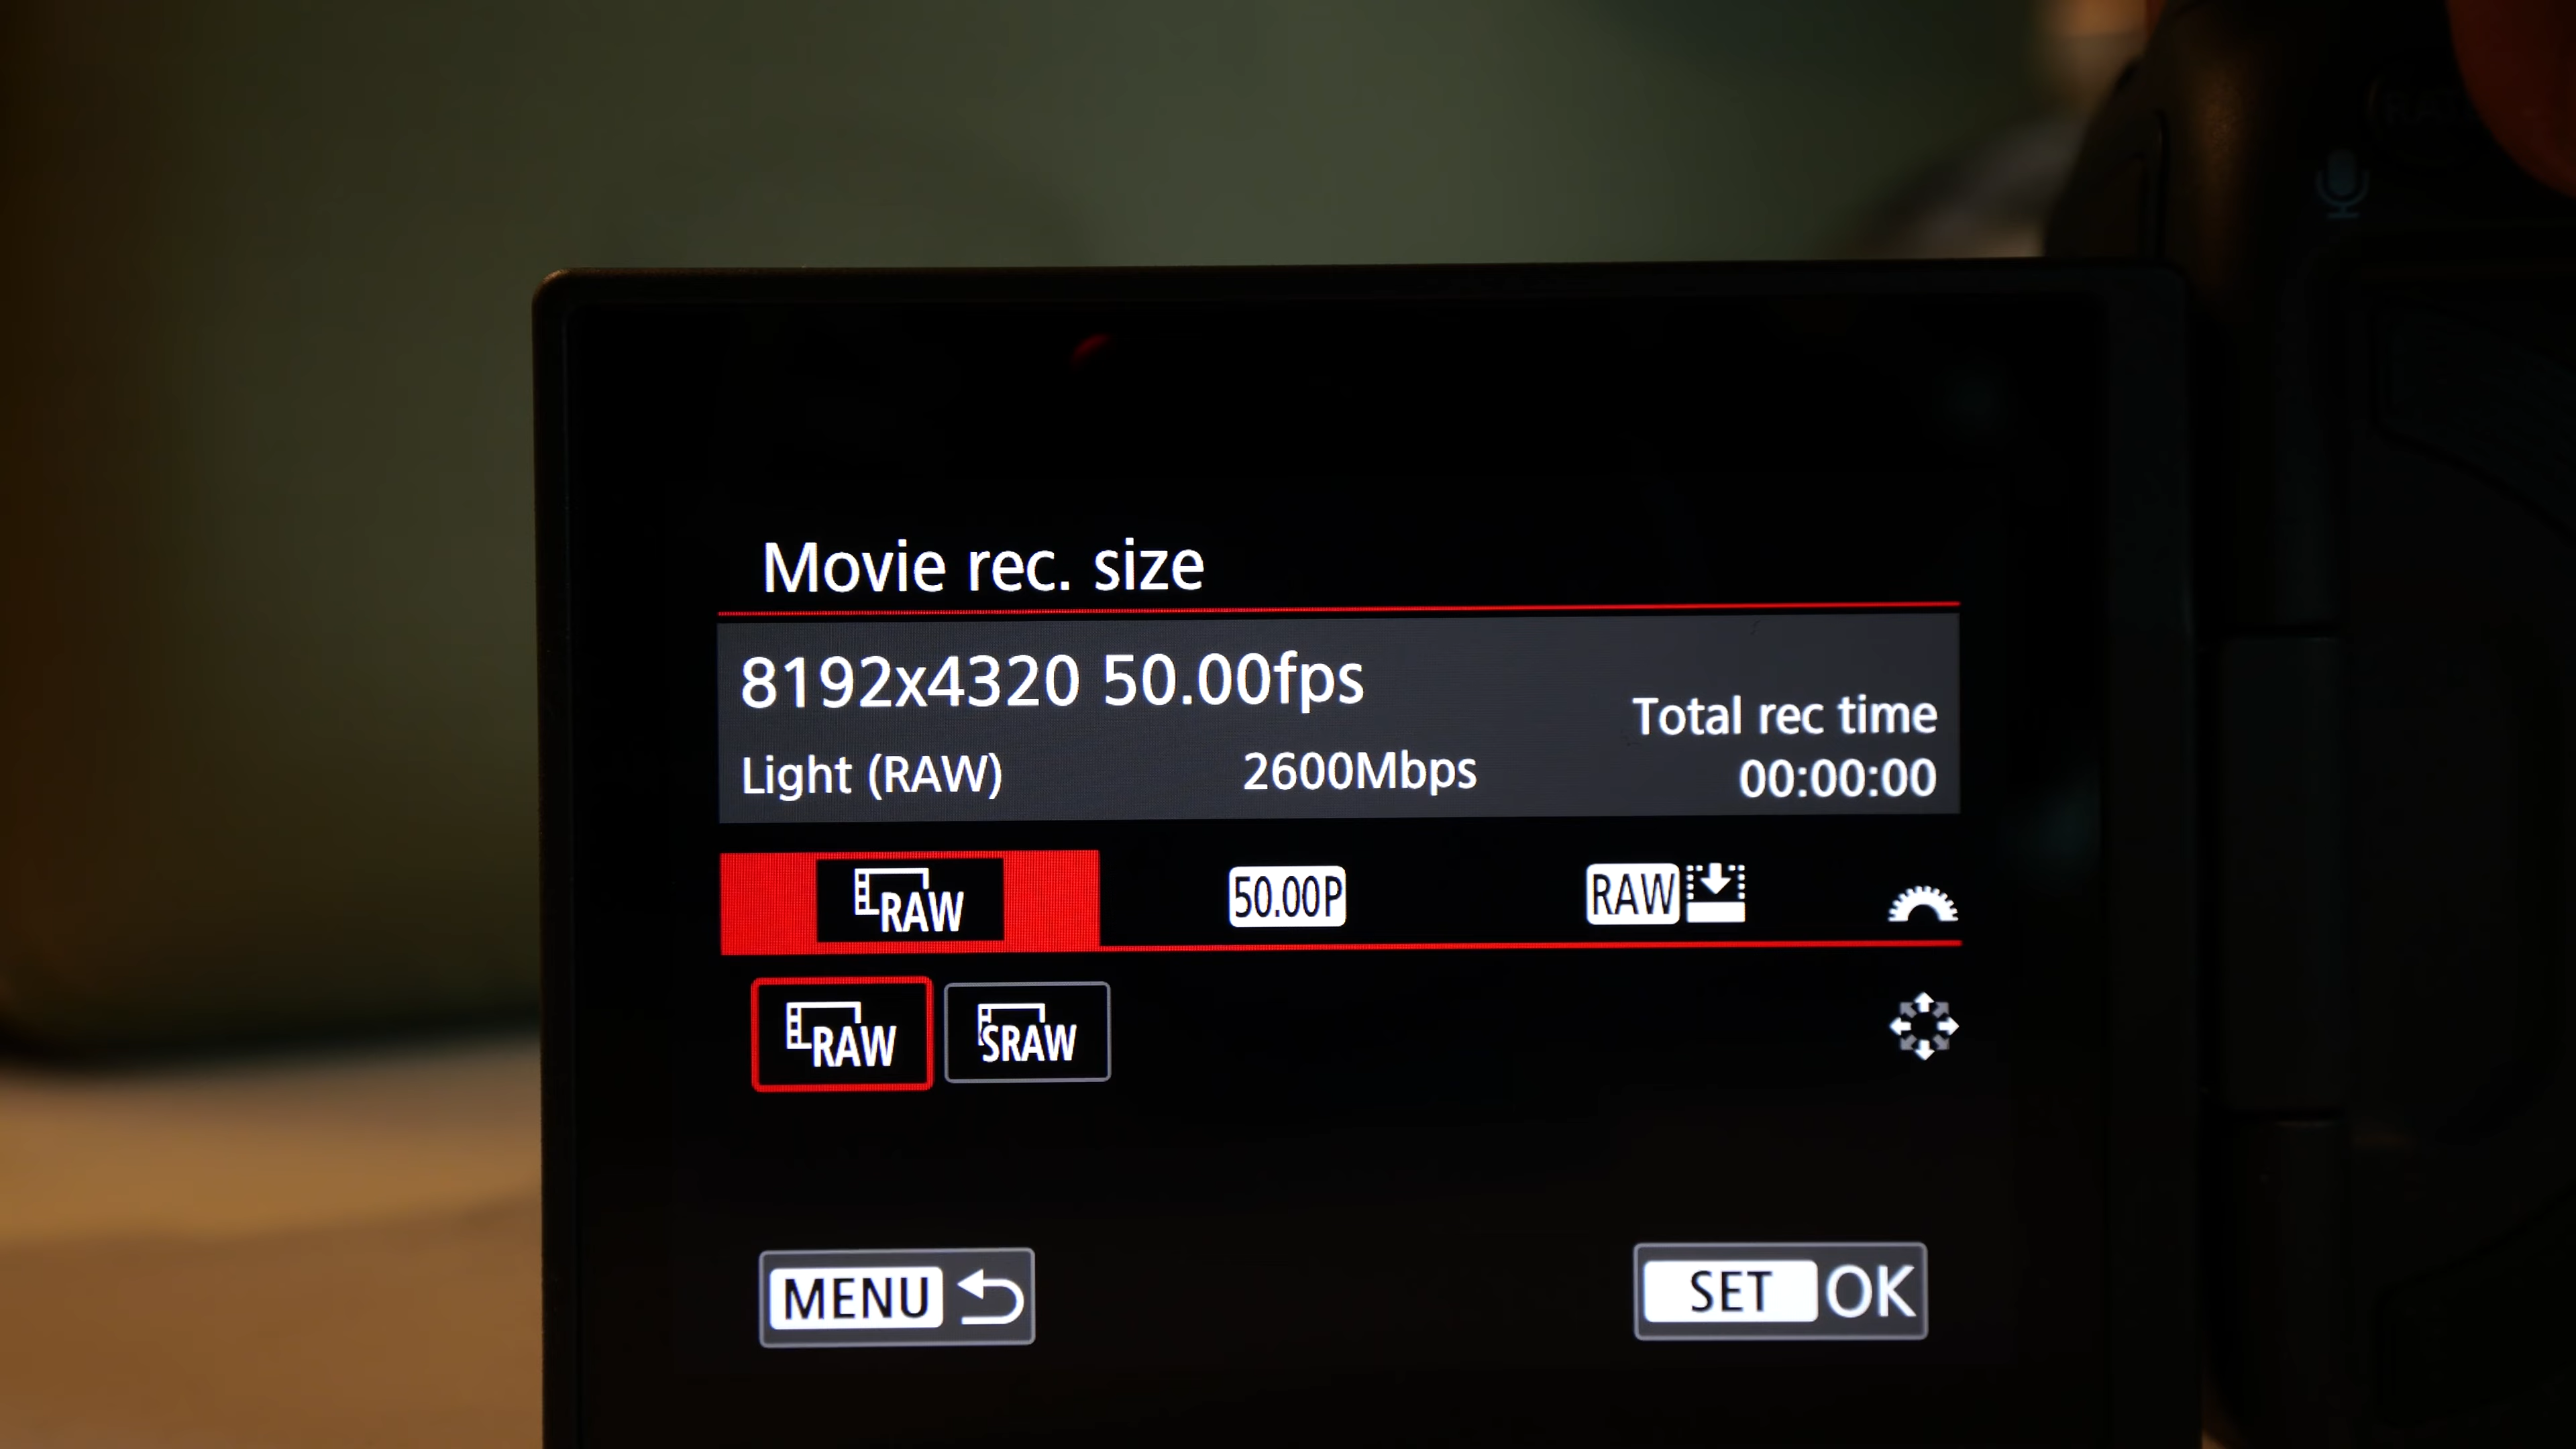 Movie rec. size
8192x4320 50.00fps
Total rec time
Light (RAW) 2600Mbps 00:00:00
RAW 50.00P RAW
RAW SRAW
MENU SET OK